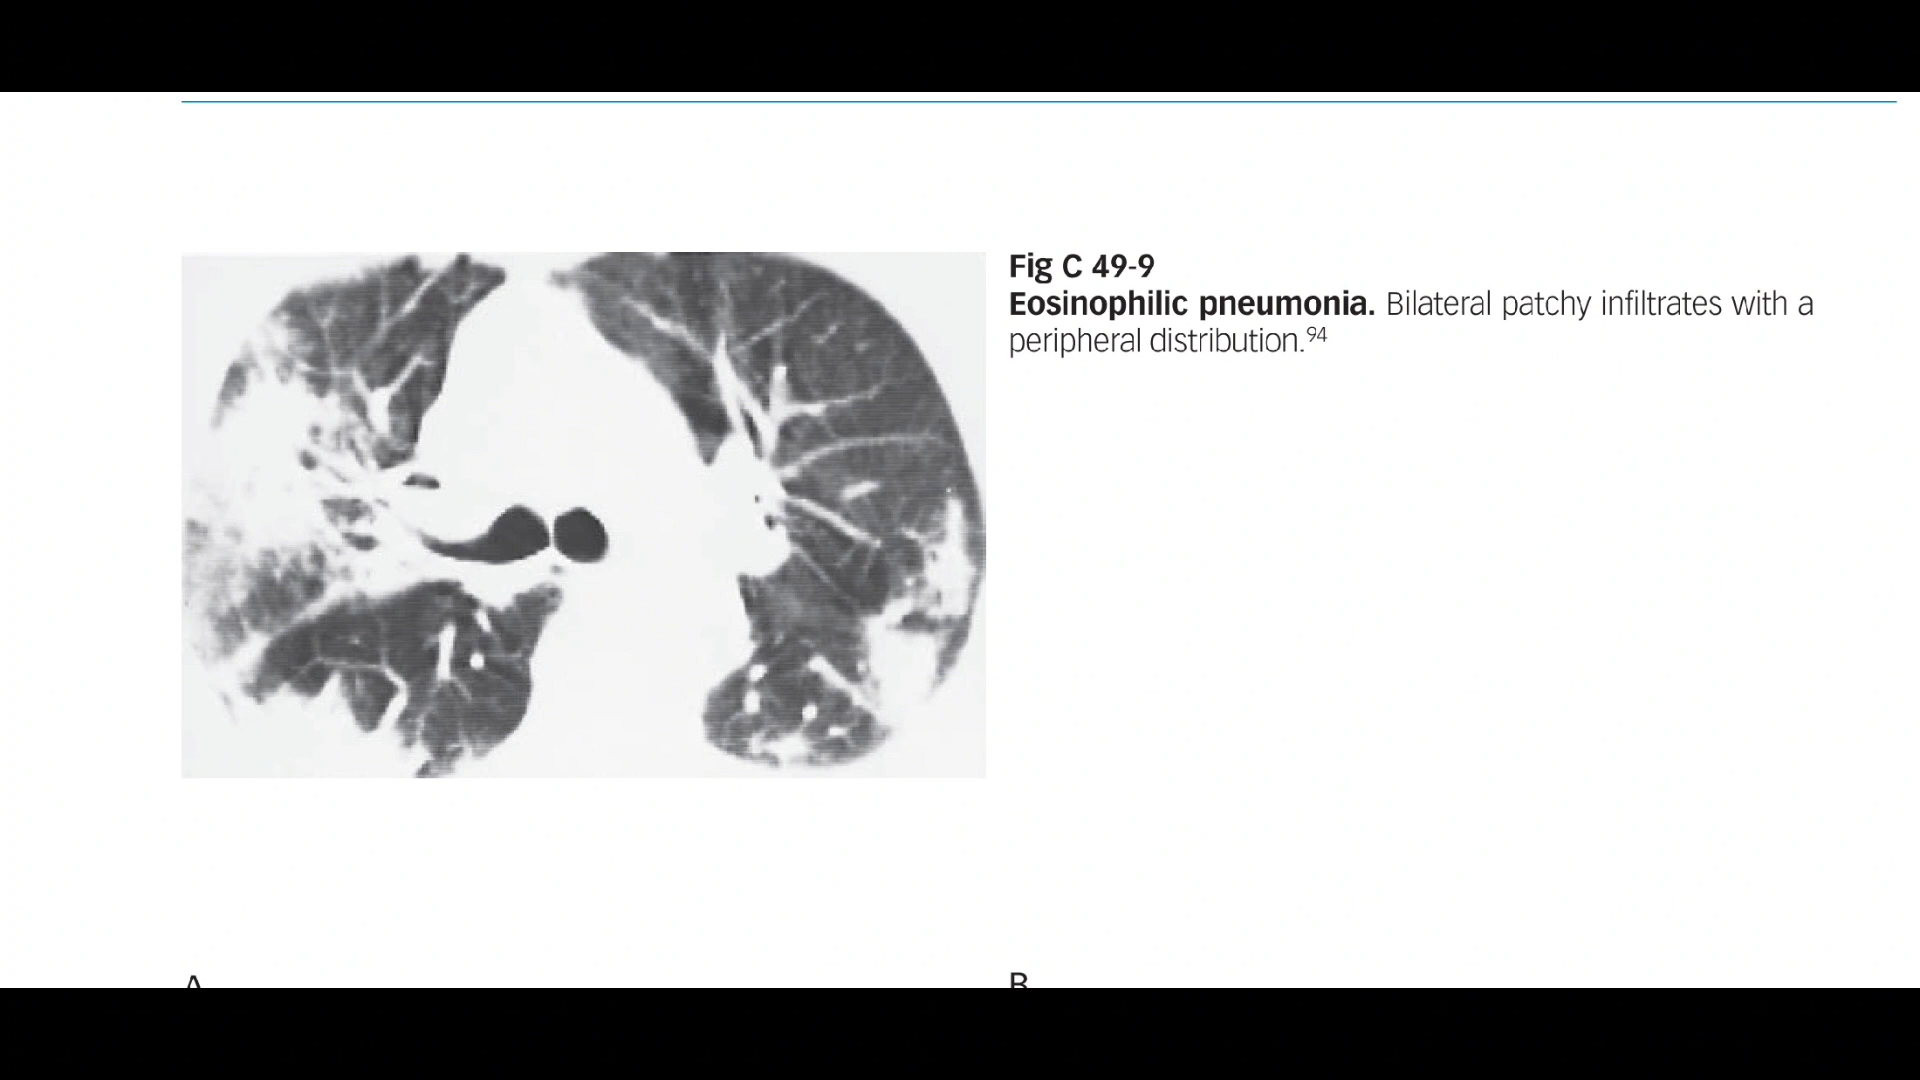 Fig C 49-9
Eosinophilic pneumonia. Bilateral patchy infiltrates with a
peripheral distribution.94
A
B